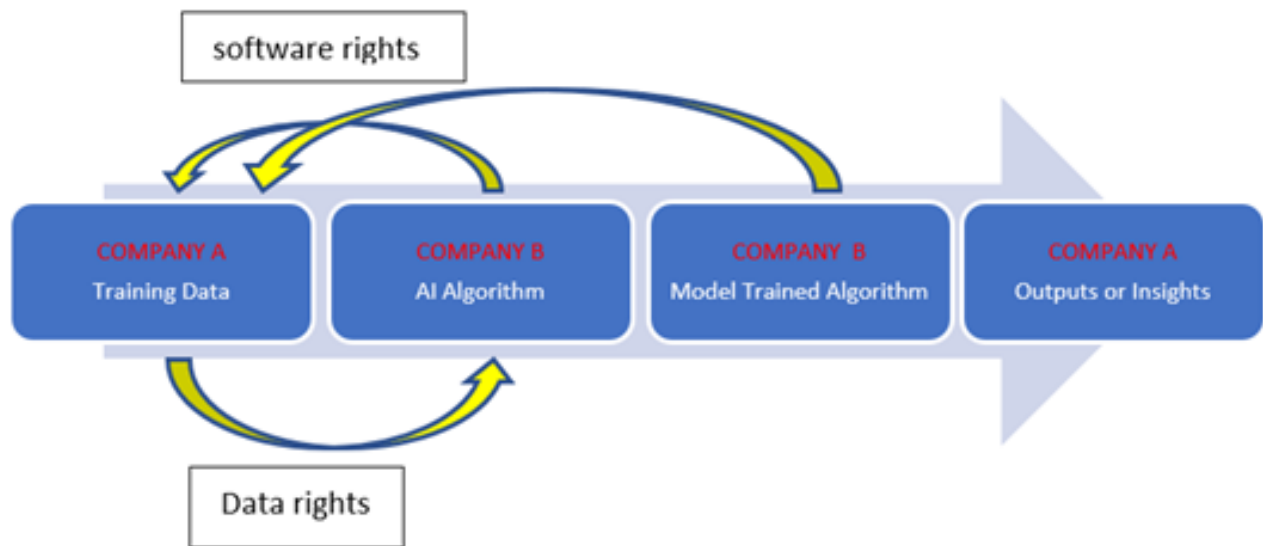 software rights
COMPANY A
Training Data
COMPANY B
AI Algorithm
COMPANY B
Model Trained Algorithm
COMPANY A
Outputs or Insights
Data rights